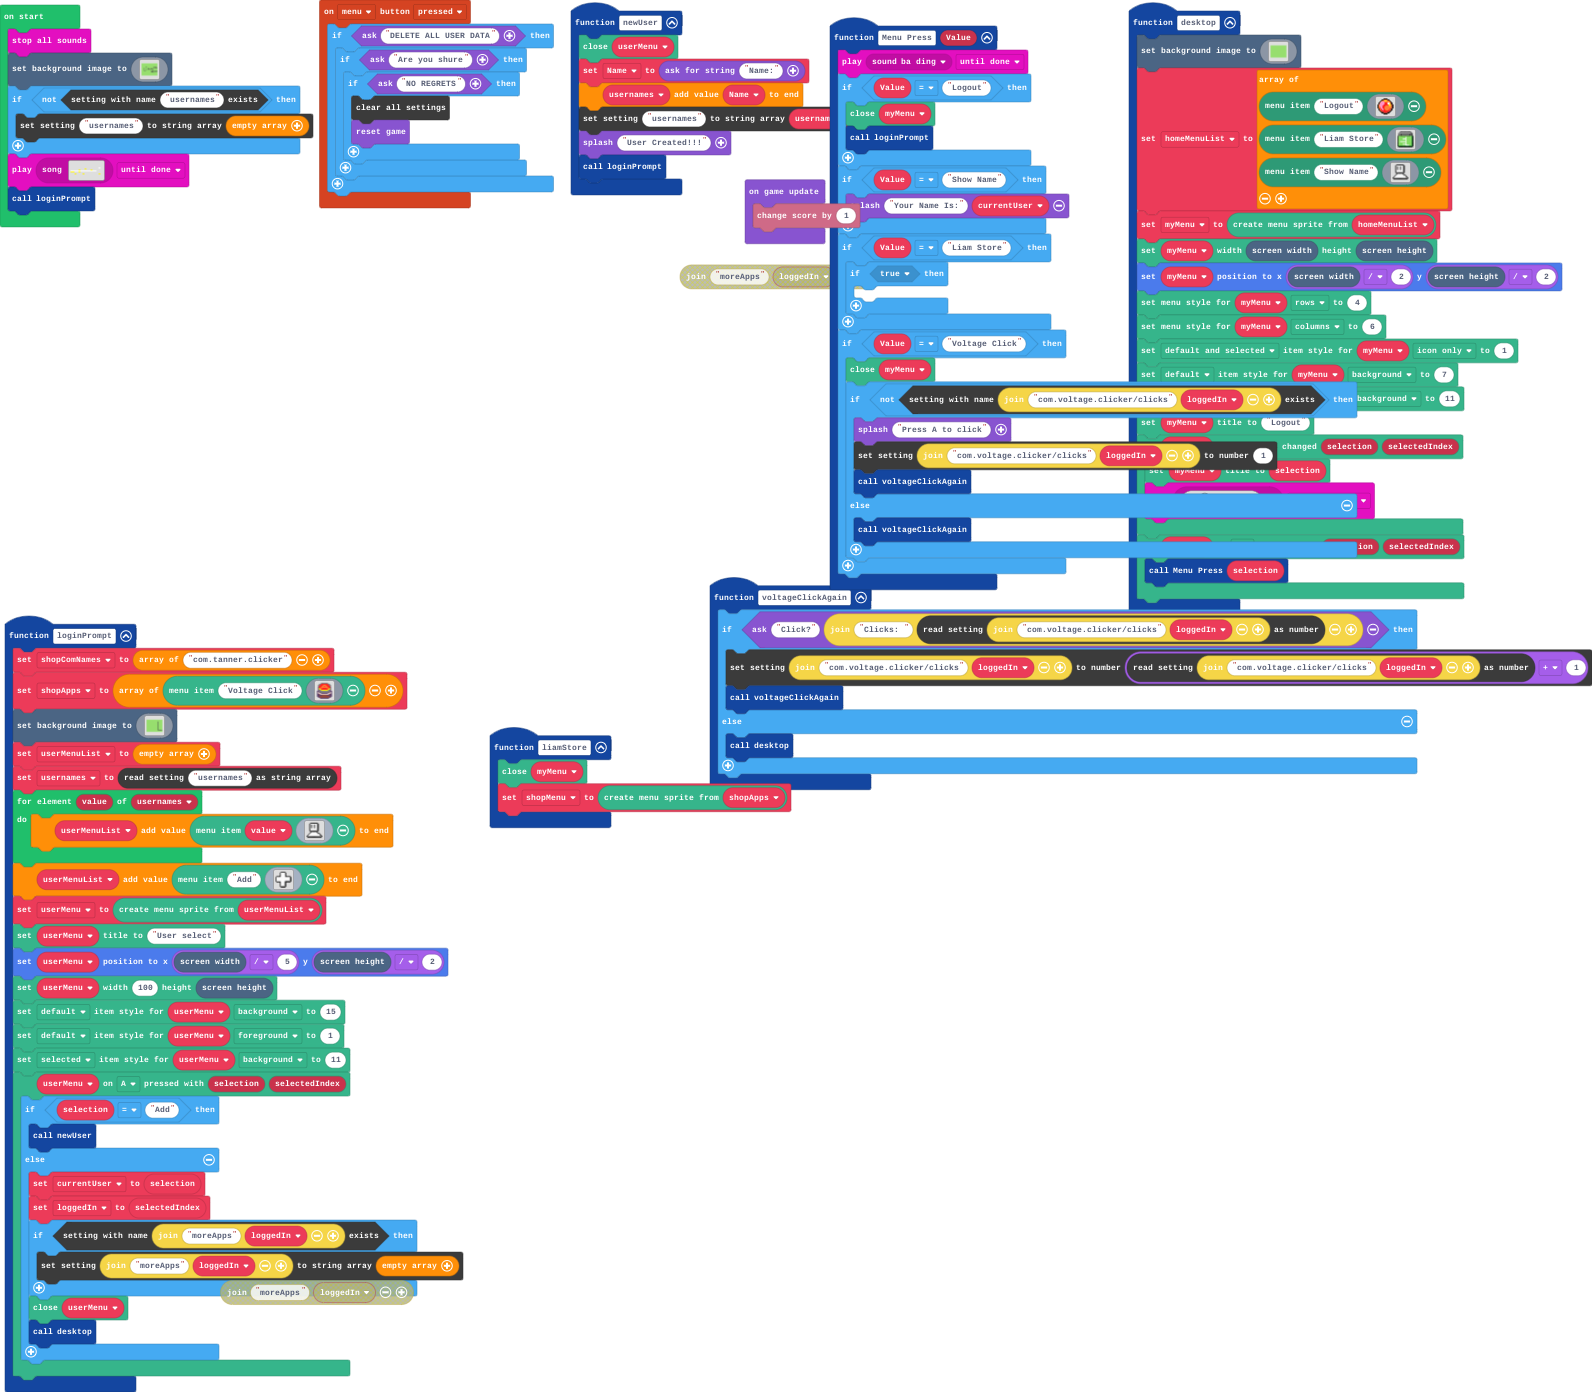 on start
stop all sounds
set background image to
if not setting with name "usernames" exists then
set setting "usernames" to string array empty array
play song until done
call loginPrompt
on menu button pressed
if ask "DELETE ALL USER DATA" then
if ask "Are you shure" then
if ask "NO REGRETS" then
clear all settings
reset game
function newUser
close userMenu
set Name to ask for string "Name:"
usernames add value Name to end
set setting "usernames" to string array
splash "User Created!!!"
call loginPrompt
on game update
change score by 1
join "moreApps" loggedIn
function Menu Press Value
play sound ba ding until done
if Value = "Logout" then
close myMenu
call loginPrompt
if Value = "Show Name" then
"Your Name Is:" currentUser
if Value = "Liam Store" then
if true then
if Value = "Voltage Click" then
close myMenu
if not setting with name join "com.voltage.clicker/clicks" loggedIn exists then
splash "Press A to click"
set setting join "com.voltage.clicker/clicks" loggedIn to number 1
call voltageClickAgain
else
call voltageClickAgain
function desktop
set background image to
set homeMenuList to array of
menu item "Logout"
menu item "Liam Store"
menu item "Show Name"
set myMenu to create menu sprite from homeMenuList
set myMenu width screen width height screen height
set myMenu position to x screen width / 2 y screen height / 2
set menu style for myMenu rows to 4
set menu style for myMenu columns to 6
set default and selected item style for myMenu icon only to 1
set default item style for myMenu background to 7
background to 11
set myMenu title to "Logout
changed selection selectedIndex
set myMenu title to selection
selectedIndex
call Menu Press selection
function voltageClickAgain
if ask "Click?" join "Clicks: " read setting join "com.voltage.clicker/clicks" loggedIn as number then
set setting join "com.voltage.clicker/clicks" loggedIn to number read setting join "com.voltage.clicker/clicks" loggedIn as number + 1
call voltageClickAgain
else
call desktop
function liamStore
close myMenu
set shopMenu to create menu sprite from shopApps
function loginPrompt
set shopComNames to array of "com.tanner.clicker"
set shopApps to array of menu item "Voltage Click"
set background image to
set userMenuList to empty array
set usernames to read setting "usernames" as string array
for element value of usernames
do userMenuList add value menu item value to end
userMenuList add value menu item "Add" to end
set userMenu to create menu sprite from userMenuList
set userMenu title to "User select"
set userMenu position to x screen width / 5 y screen height / 2
set userMenu width 100 height screen height
set default item style for userMenu background to 15
set default item style for userMenu foreground to 1
set selected item style for userMenu background to 11
userMenu on A pressed with selection selectedIndex
if selection = "Add" then
call newUser
else
set currentUser to selection
set loggedIn to selectedIndex
if setting with name join "moreApps" loggedIn exists then
set setting join "moreApps" loggedIn to string array empty array
join "moreApps" loggedIn
close userMenu
call desktop